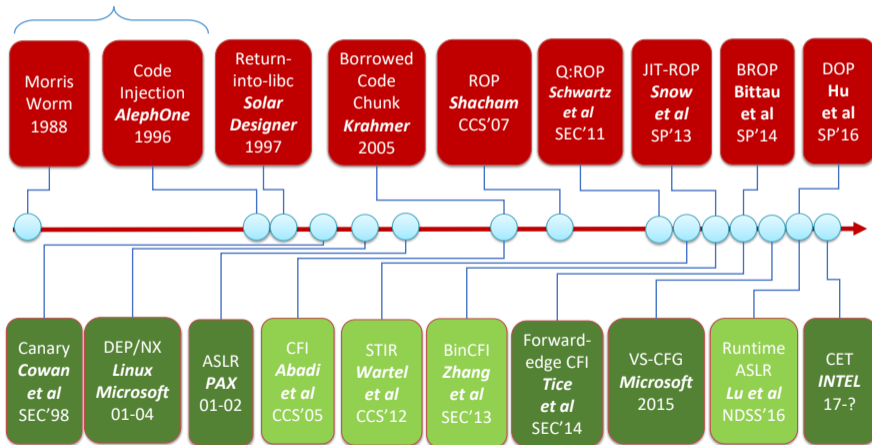 Morris
Worm
1988
Code
Injection
AlephOne
1996
Return-
into-libc
Solar
Designer
1997
Borrowed
Code
Chunk
Krahmer
2005
ROP
Shacham
CCS'07
Q:ROP
Schwartz
et al
SEC'11
JIT-ROP
Snow
et al
SP'13
BROP
Bittau
et al
SP'14
DOP
Hu
et al
SP'16
Canary
Cowan
et al
SEC'98
DEP/NX
Linux
Microsoft
01-04
ASLR
PAX
01-02
CFI
Abadi
et al
CCS'05
STIR
Wartel
et al
CCS'12
BinCFI
Zhang
et al
SEC'13
Forward-
edge CFI
Tice
et al
SEC'14
VS-CFG
Microsoft
2015
Runtime
ASLR
Lu et al
NDSS'16
CET
INTEL
17-?